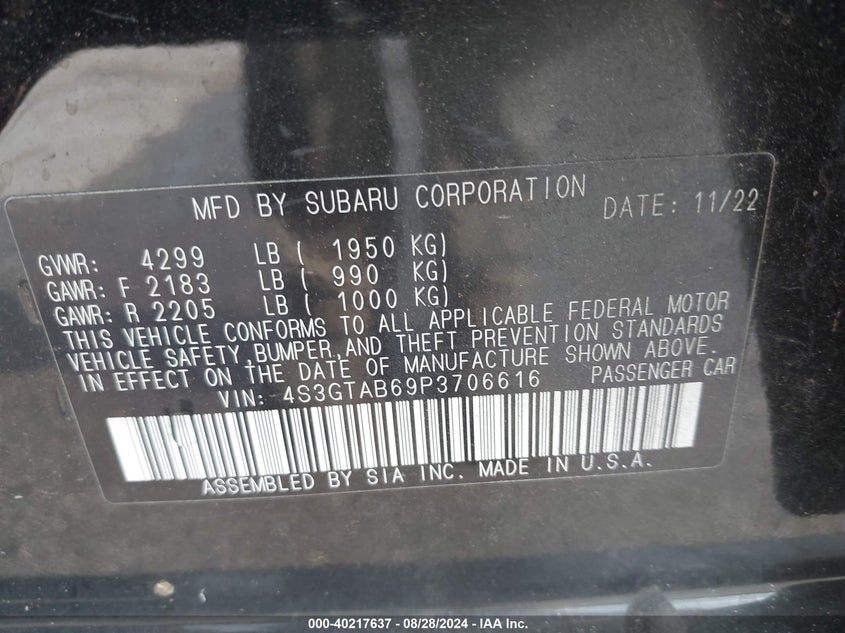 MFD BY SUBARU CORPORATION DATE: 11/22
GVWR: 4299 LB ( 1950 KG)
GAWR: F 2183 LB ( 990 KG)
GAWR: R 2205 LB ( 1000 KG)
THIS VEHICLE CONFORMS TO ALL APPLICABLE FEDERAL MOTOR
VEHICLE SAFETY,BUMPER,AND THEFT PREVENTION STANDARDS
IN EFFECT ON THE DATE OF MANUFACTURE SHOWN ABOVE.
VIN: 4S3GTAB69P3706616 PASSENGER CAR
ASSEMBLED BY SIA INC. MADE IN U.S.A.
000-40217637 - 08/28/2024 - IAA Inc.